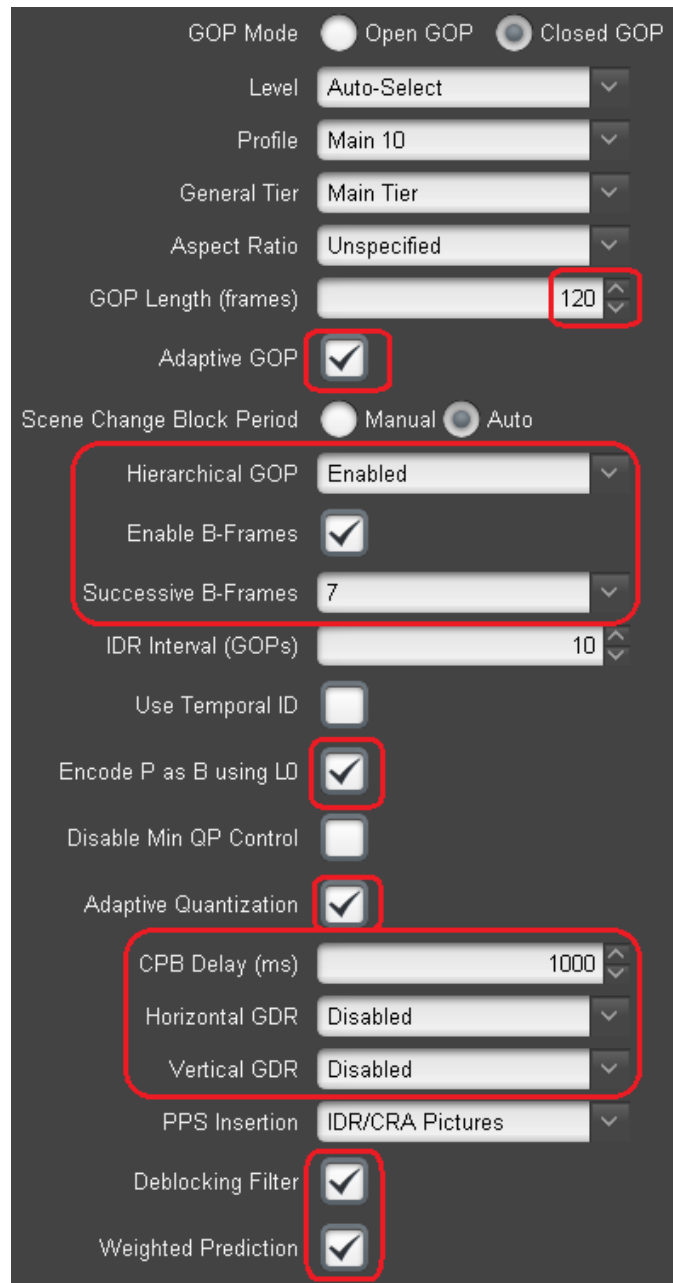 GOP Mode Open GOP Closed GOP
Level Auto-Select
Profile Main 10
General Tier Main Tier
Aspect Ratio Unspecified
GOP Length (frames) 120
Adaptive GOP
Scene Change Block Period Manual Auto
Hierarchical GOP Enabled
Enable B-Frames
Successive B-Frames 7
IDR Interval (GOPs) 10
Use Temporal ID
Encode P as B using L0
Disable Min QP Control
Adaptive Quantization
CPB Delay (ms) 1000
Horizontal GDR Disabled
Vertical GDR Disabled
PPS Insertion IDR/CRA Pictures
Deblocking Filter
Weighted Prediction